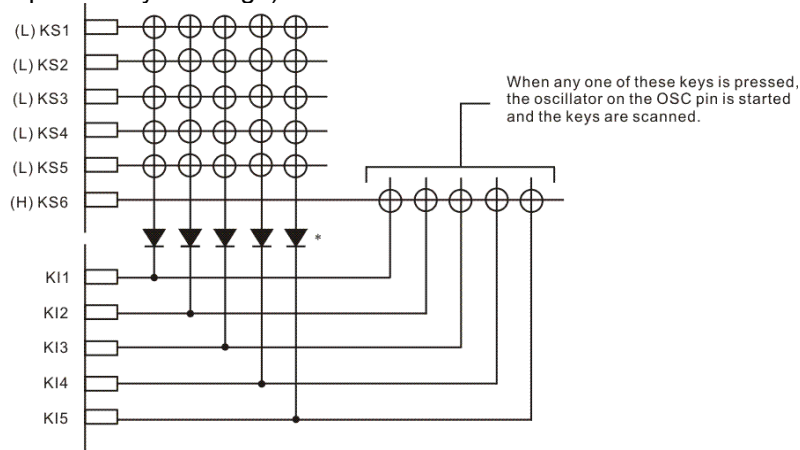 (L) KS1
(L) KS2
(L) KS3
(L) KS4
(L) KS5
(H) KS6
When any one of these keys is pressed,
the oscillator on the OSC pin is started
and the keys are scanned.
*
KI1
KI2
KI3
KI4
KI5